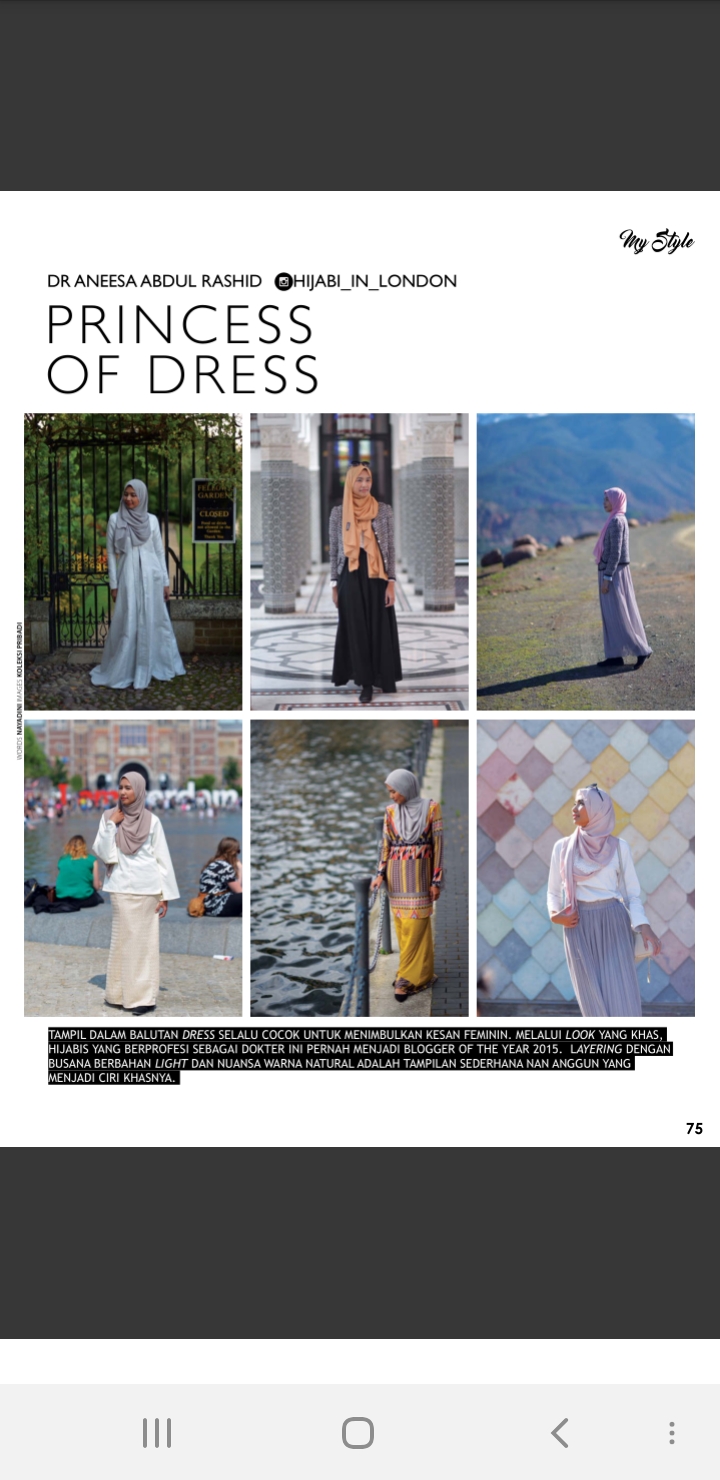 My Style
DR ANEESA ABDUL RASHID HIJABI_IN_LONDON
PRINCESS
OF DRESS
GARDEN
CLOSED
WORDS NAYADINI IMAGES KOLEKSI PRIBADI
TAMPIL DALAM BALUTAN DRESS SELALU COCOK UNTUK MENIMBULKAN KESAN FEMININ. MELALUI LOOK YANG KHAS,
HIJABIS YANG BERPROFESI SEBAGAI DOKTER INI PERNAH MENJADI BLOGGER OF THE YEAR 2015. LAYERING DENGAN
BUSANA BERBAHAN LIGHT DAN NUANSA WARNA NATURAL ADALAH TAMPILAN SEDERHANA NAN ANGGUN YANG
MENJADI CIRI KHASNYA.
75